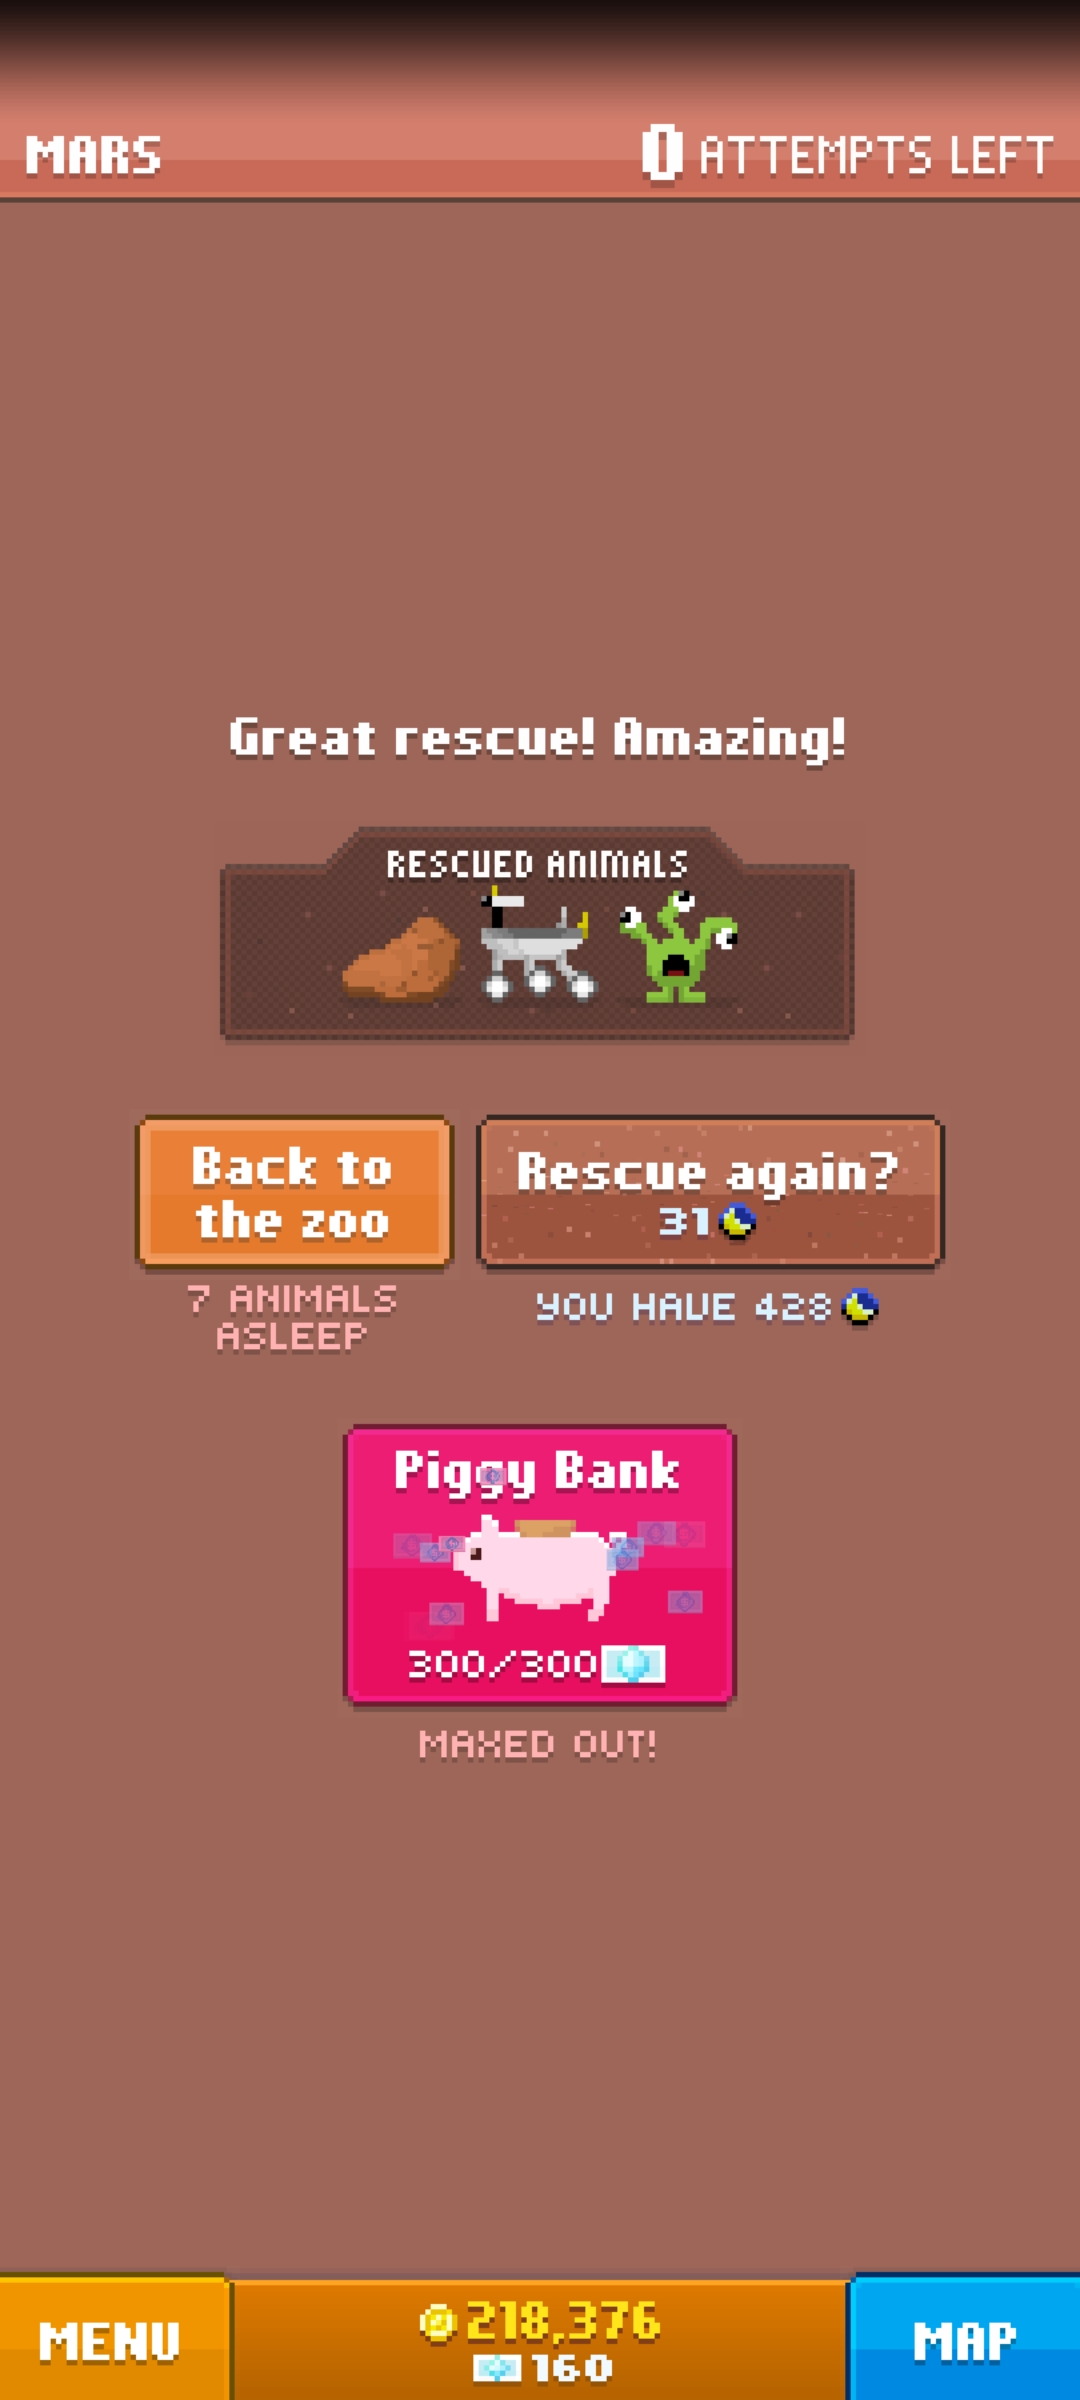 MARS
0 ATTEMPTS LEFT
Great rescue! Amazing!
RESCUED ANIMALS
Back to
the zoo
Rescue again?
31
7 ANIMALS
ASLEEP
YOU HAVE 428
Piggy Bank
300/300
MAXED OUT!
MENU
218,376
160
MAP